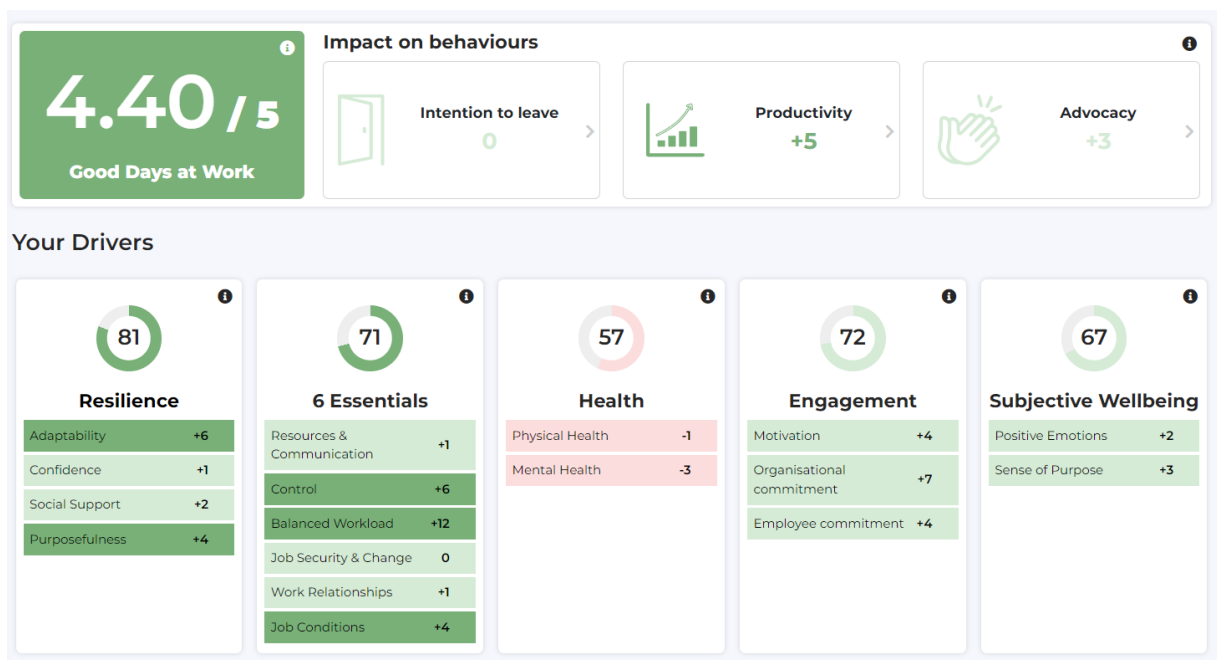 Impact on behaviours
4.40 / 5
Good Days at Work
Intention to leave
0
Productivity
+5
Advocacy
+3
Your Drivers
81
Resilience
Adaptability +6
Confidence +1
Social Support +2
Purposefulness +4
71
6 Essentials
Resources &
Communication +1
Control +6
Balanced Workload +12
Job Security & Change 0
Work Relationships +1
Job Conditions +4
57
Health
Physical Health -1
Mental Health -3
72
Engagement
Motivation +4
Organisational
commitment +7
Employee commitment +4
67
Subjective Wellbeing
Positive Emotions +2
Sense of Purpose +3